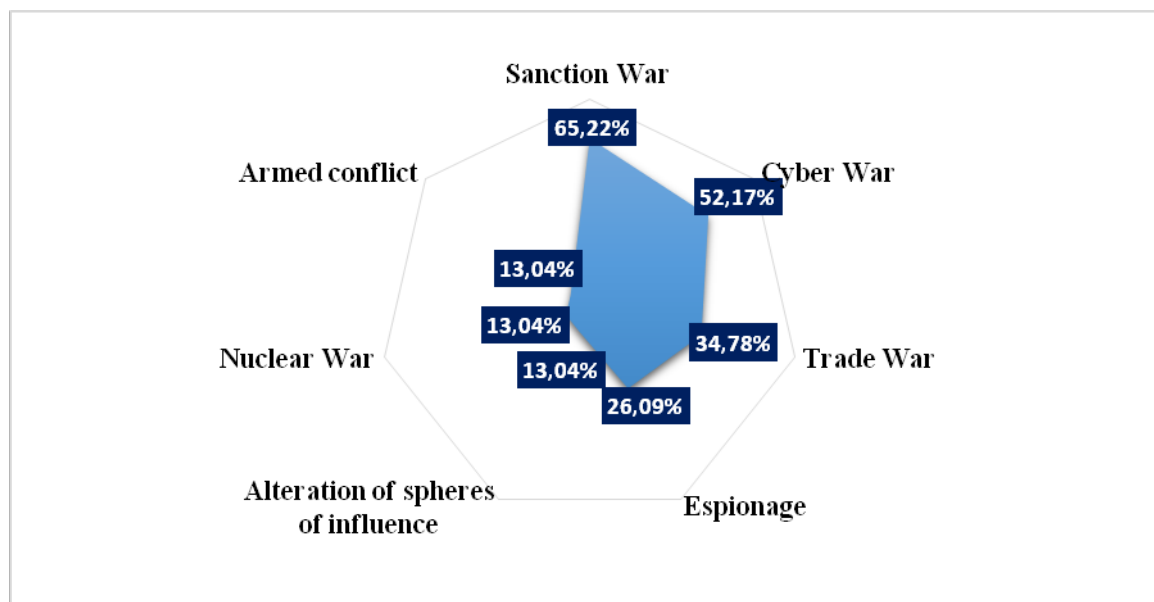 Sanction War
65,22%
Armed conflict
Cyber War
52,17%
13,04%
13,04%
34,78%
Nuclear War
Trade War
13,04%
26,09%
Alteration of spheres
of influence
Espionage